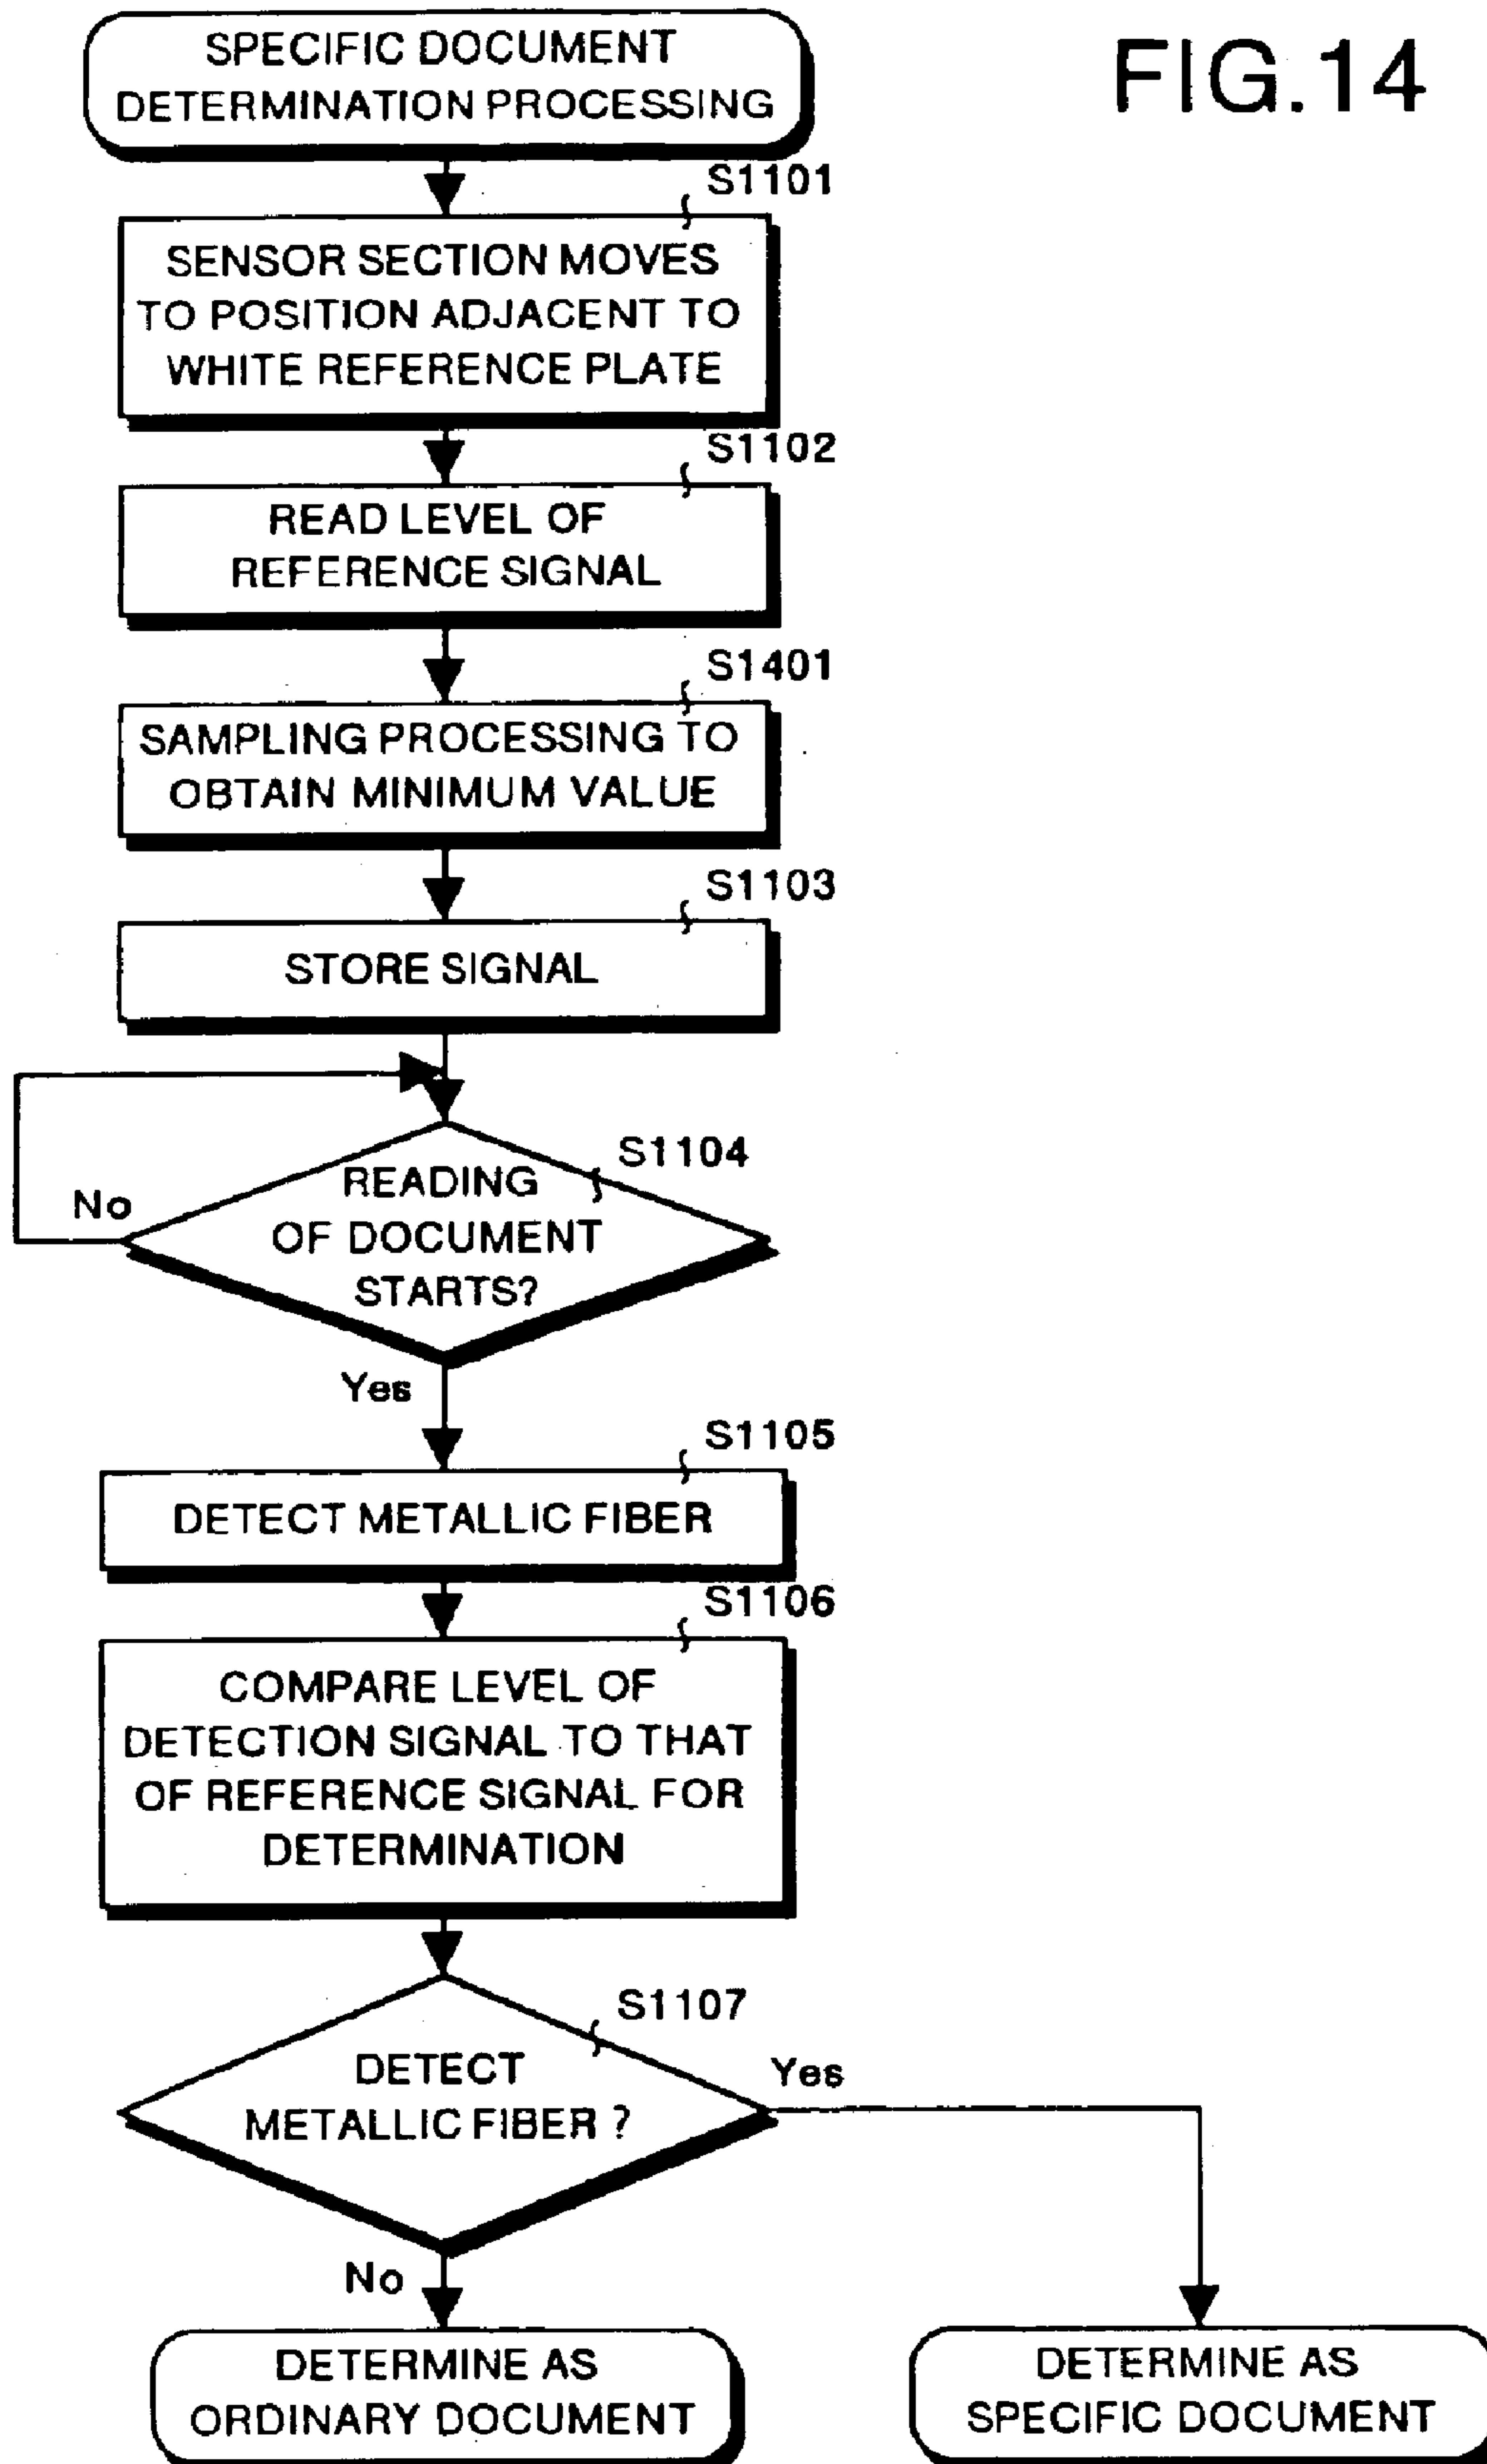 FIG.14
SPECIFIC DOCUMENT
DETERMINATION PROCESSING
S1101
SENSOR SECTION MOVES
TO POSITION ADJACENT TO
WHITE REFERENCE PLATE
S1102
READ LEVEL OF
REFERENCE SIGNAL
S1401
SAMPLING PROCESSING TO
OBTAIN MINIMUM VALUE
S1103
STORE SIGNAL
S1104
READING
OF DOCUMENT
STARTS?
No
Yes
S1105
DETECT METALLIC FIBER
S1106
COMPARE LEVEL OF
DETECTION SIGNAL TO THAT
OF REFERENCE SIGNAL FOR
DETERMINATION
S1107
DETECT
METALLIC FIBER ?
Yes
No
DETERMINE AS
ORDINARY DOCUMENT
DETERMINE AS
SPECIFIC DOCUMENT